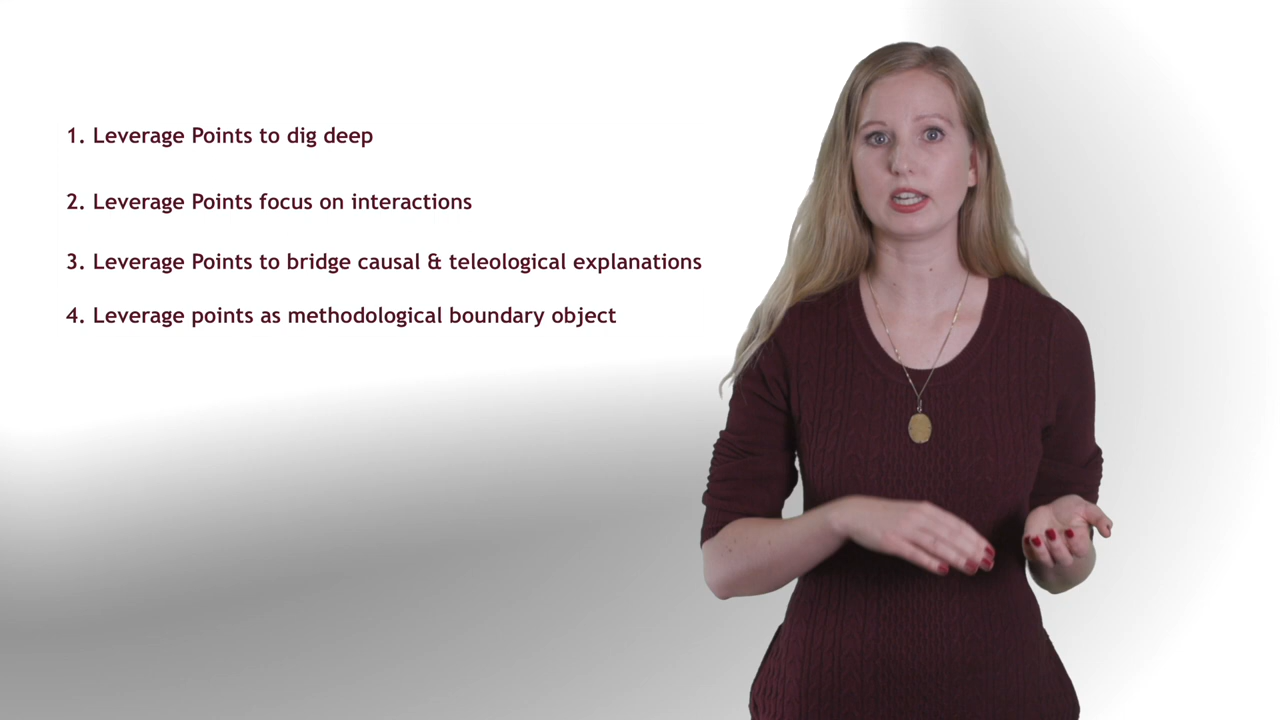 1. Leverage Points to dig deep
2. Leverage Points focus on interactions
3. Leverage Points to bridge causal & teleological explanations
4. Leverage points as methodological boundary object